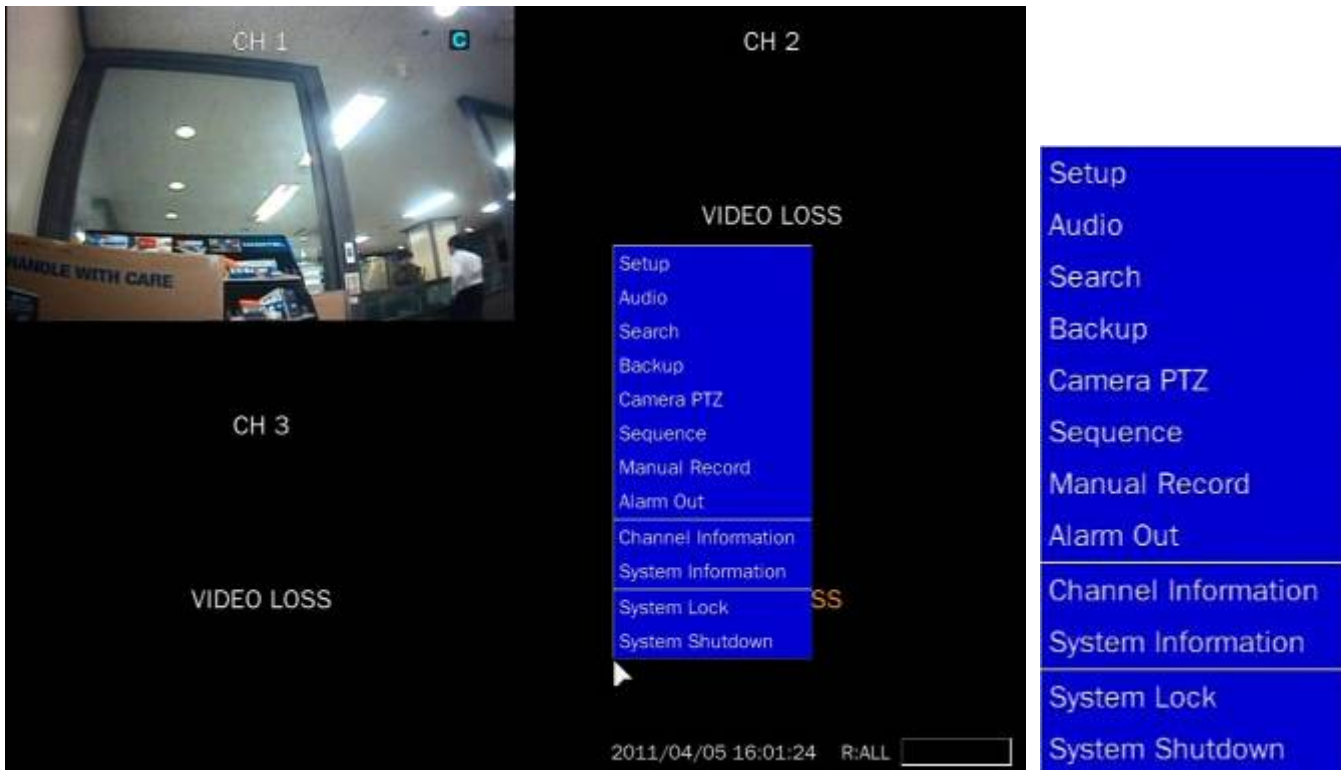 CH 1
C
CH 2
HANDLE WITH CARE
VIDEO LOSS
Setup
Audio
Search
Backup
Camera PTZ
Sequence
Manual Record
Alarm Out
Channel Information
System Information
System Lock
System Shutdown
CH 3
VIDEO LOSS
SS
2011/04/05 16:01:24 R:ALL
Setup
Audio
Search
Backup
Camera PTZ
Sequence
Manual Record
Alarm Out
Channel Information
System Information
System Lock
System Shutdown